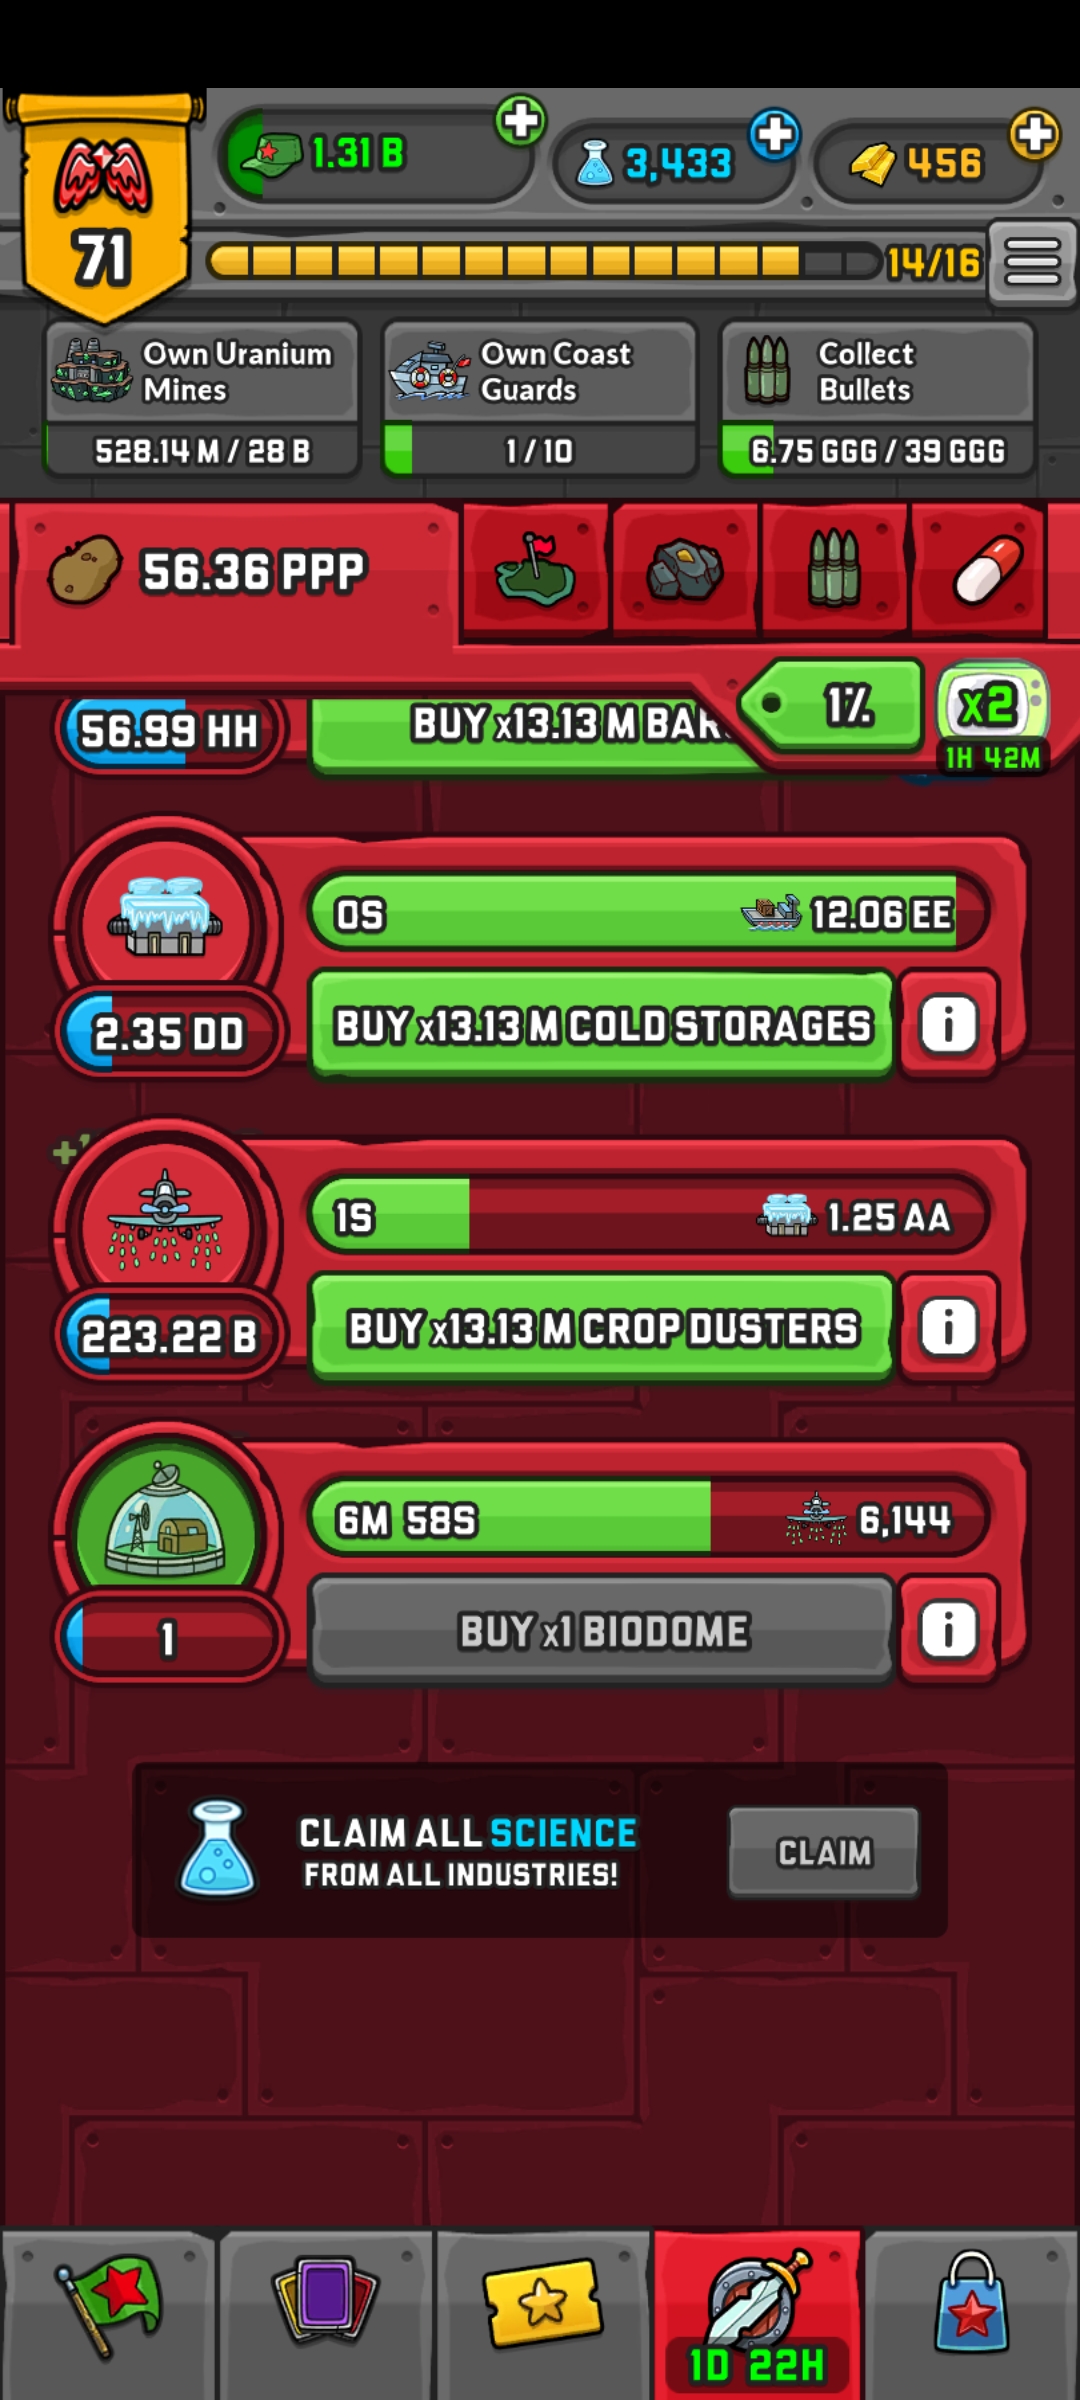 1.31 B
3,433
456
71
14/16
Own Uranium
Mines
528.14 M / 28 B
Own Coast
Guards
1 / 10
Collect
Bullets
6.75 GGG / 39 GGG
56.36 PPP
1%
x2
1H 42M
56.99 HH
BUY x13.13 M
0S
12.06 EE
2.35 DD
BUY x13.13 M COLD STORAGES
1S
1.25 AA
223.22 B
BUY x13.13 M CROP DUSTERS
6M 58S
6,144
1
BUY x1 BIODOME
CLAIM ALL SCIENCE
FROM ALL INDUSTRIES!
CLAIM
1D 22H